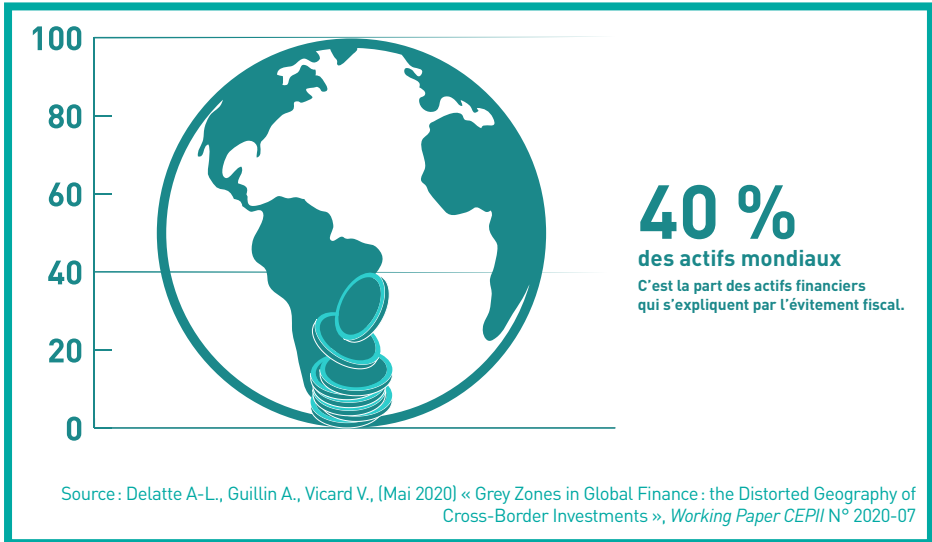 100
80
60
40
20
0
40 %
des actifs mondiaux
C’est la part des actifs financiers
qui s’expliquent par l’évitement fiscal.
Source : Delatte A-L., Guillin A., Vicard V., (Mai 2020) « Grey Zones in Global Finance : the Distorted Geography of
Cross-Border Investments », Working Paper CEPII N° 2020-07